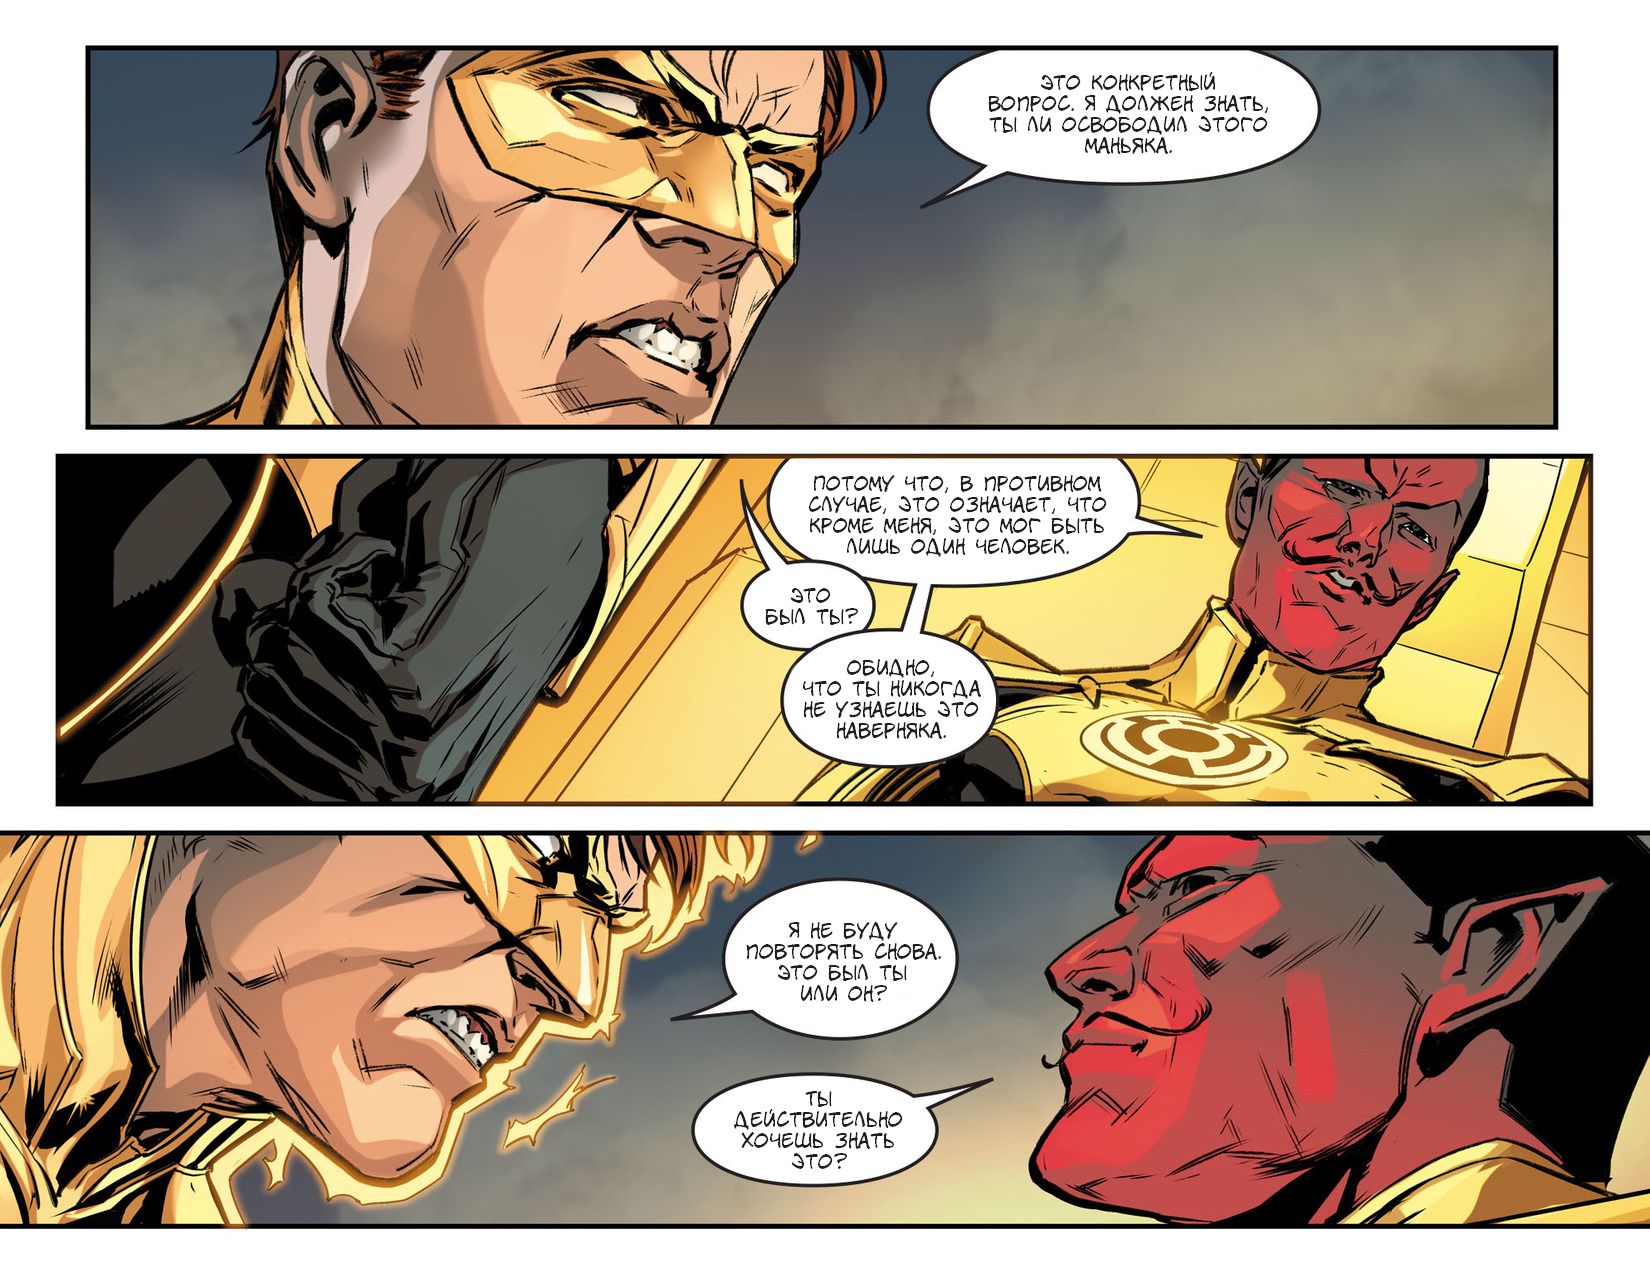 ЭТО КОНКРЕТНЫЙ
ВОПРОС. Я ДОЛЖЕН ЗНАТЬ,
ТЫ ЛИ ОСВОБОДИЛ ЭТОГО
МАНЬЯКА.
ПОТОМУ ЧТО, В ПРОТИВНОМ
СЛУЧАЕ, ЭТО ОЗНАЧАЕТ, ЧТО
КРОМЕ МЕНЯ, ЭТО МОГ БЫТЬ
ЛИШЬ ОДИН ЧЕЛОВЕК.
ЭТО
БЫЛ ТЫ?
ОБИДНО,
ЧТО ТЫ НИКОГДА
НЕ УЗНАЕШЬ ЭТО
НАВЕРНЯКА.
Я НЕ БУДУ
ПОВТОРЯТЬ СНОВА.
ЭТО БЫЛ ТЫ
ИЛИ ОН?
ТЫ
ДЕЙСТВИТЕЛЬНО
ХОЧЕШЬ ЗНАТЬ
ЭТО?